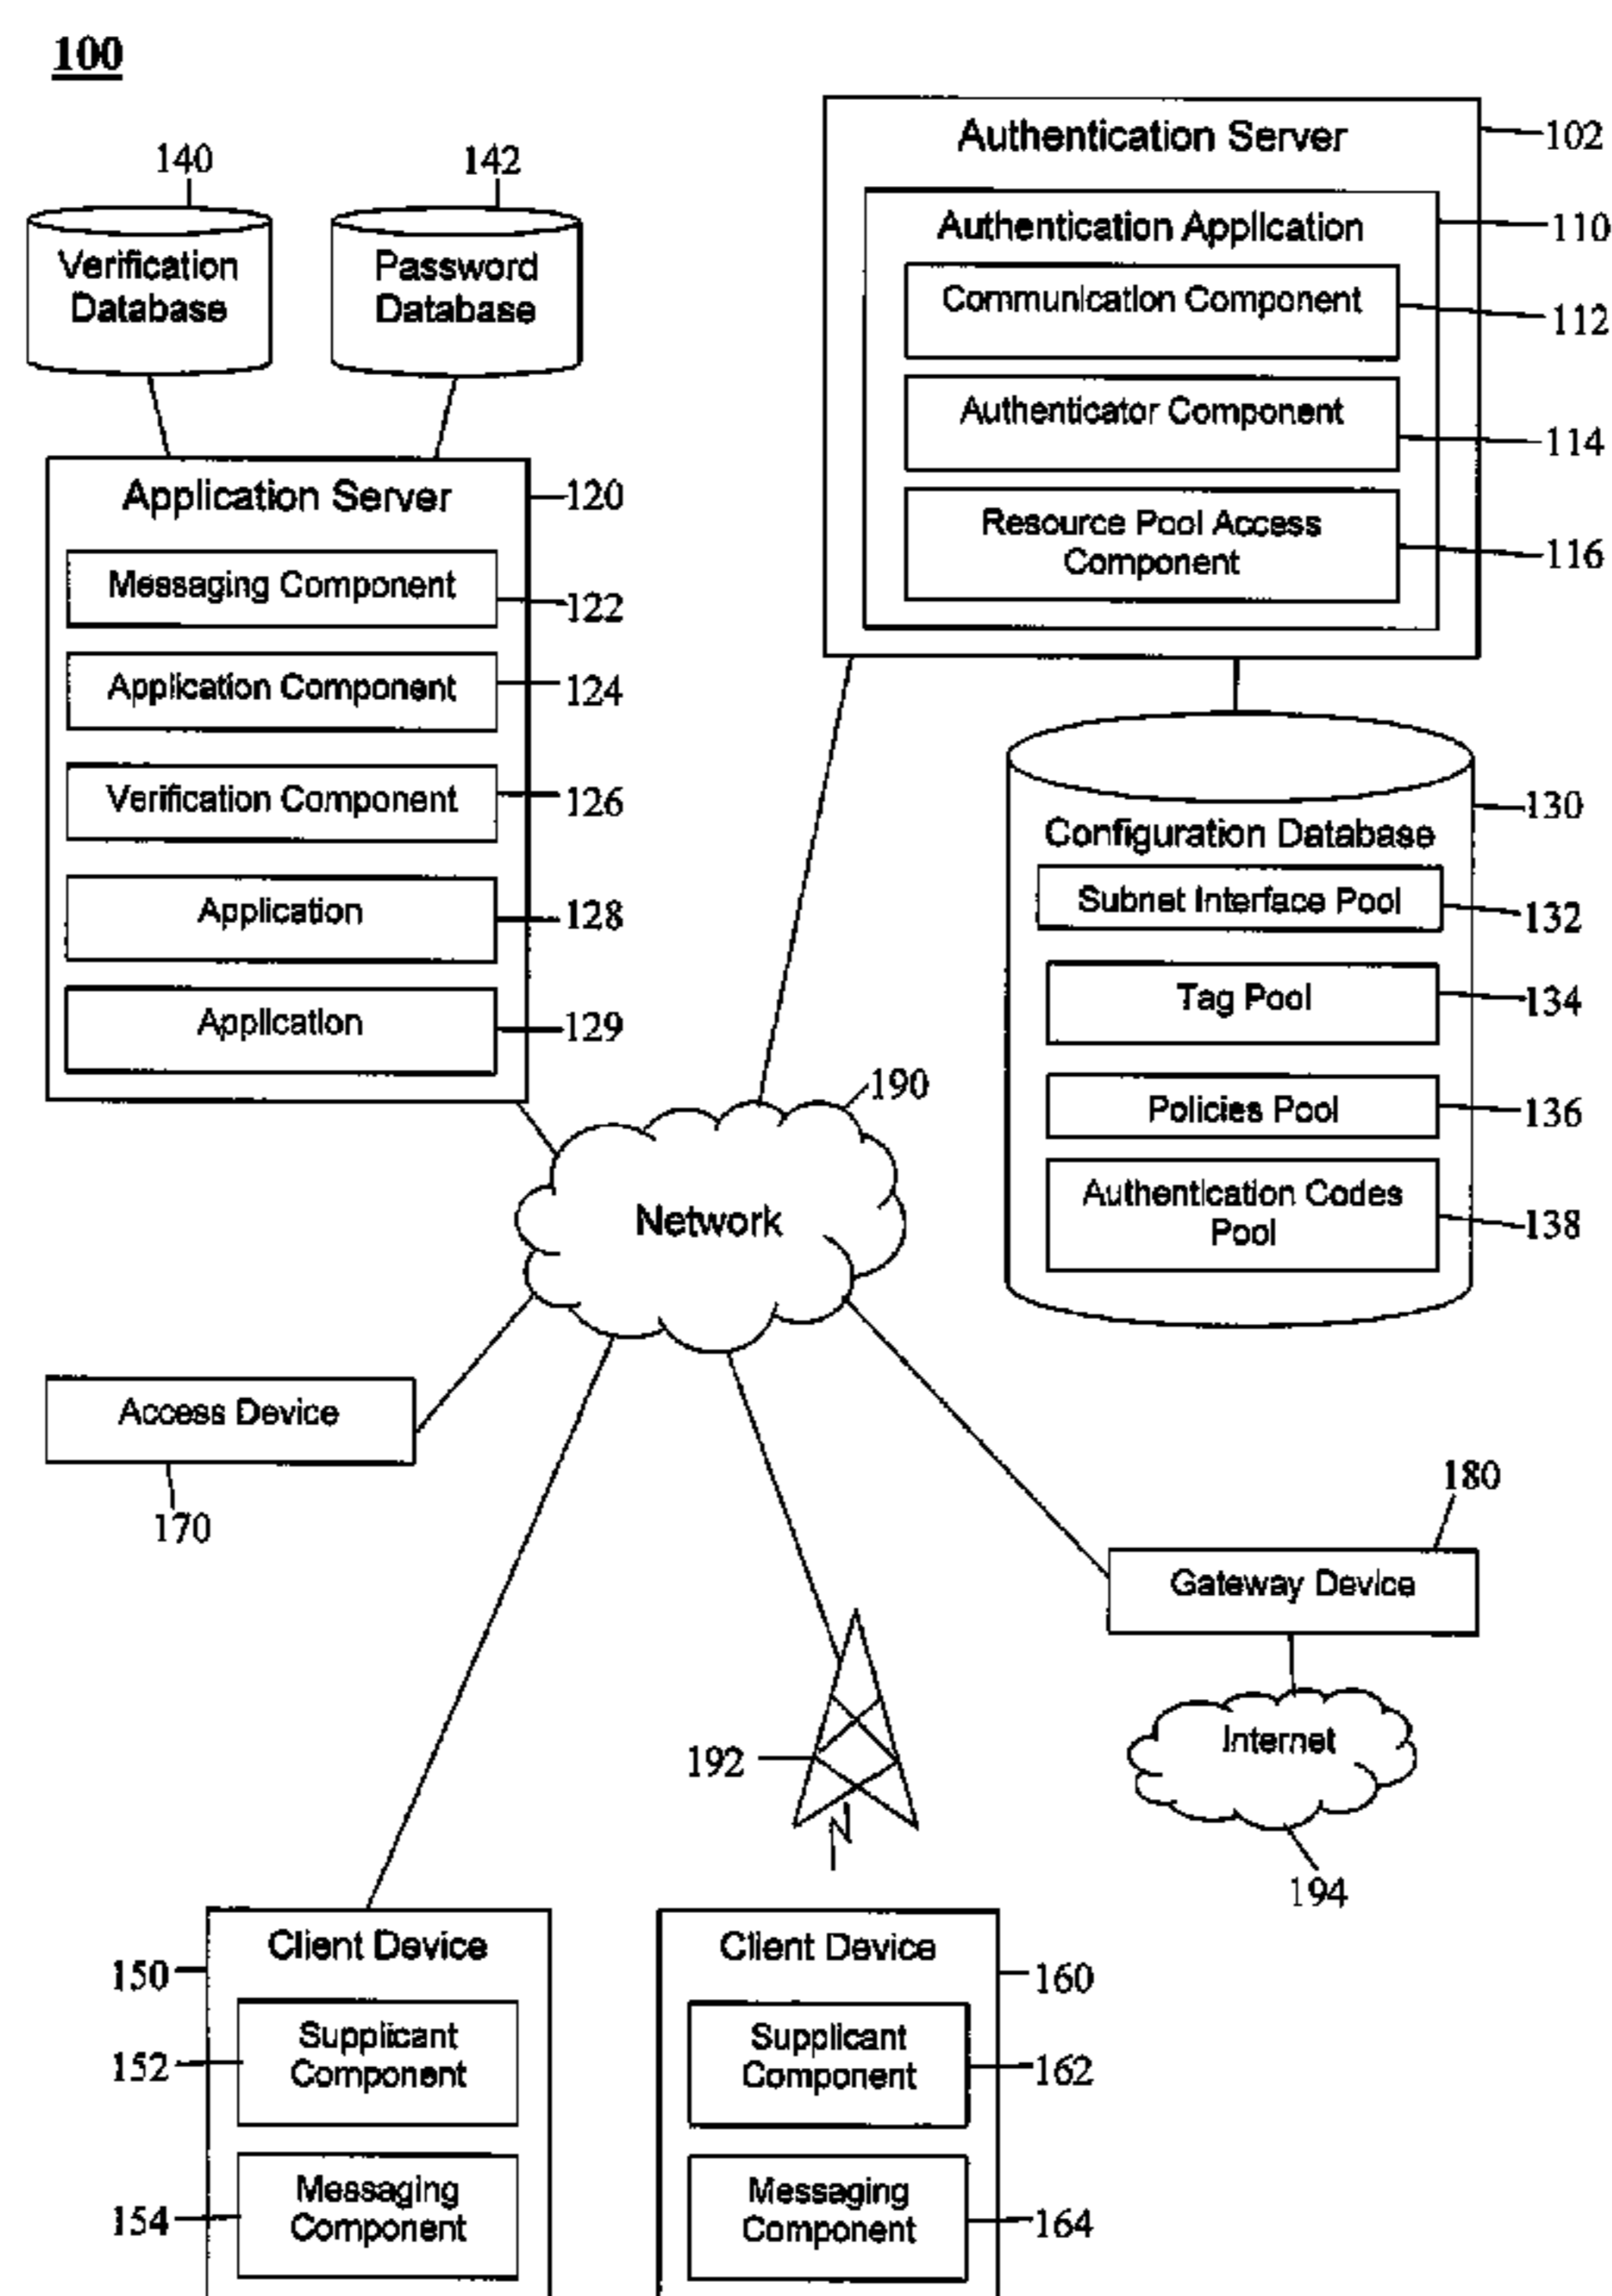 100
140
142
Verification
Database
Password
Database
Authentication Server
102
Authentication Application
110
Communication Component
112
Authenticator Component
114
Resource Pool Access
Component
116
Application Server
120
Messaging Component
122
Application Component
124
Verification Component
126
Application
128
Application
129
130
Configuration Database
Subnet Interface Pool
132
Tag Pool
134
Policies Pool
136
Authentication Codes
Pool
138
190
Network
Access Device
170
180
Gateway Device
Internet
194
192
Client Device
150
Supplicant
Component
152
Messaging
Component
154
Client Device
160
Supplicant
Component
162
Messaging
Component
164